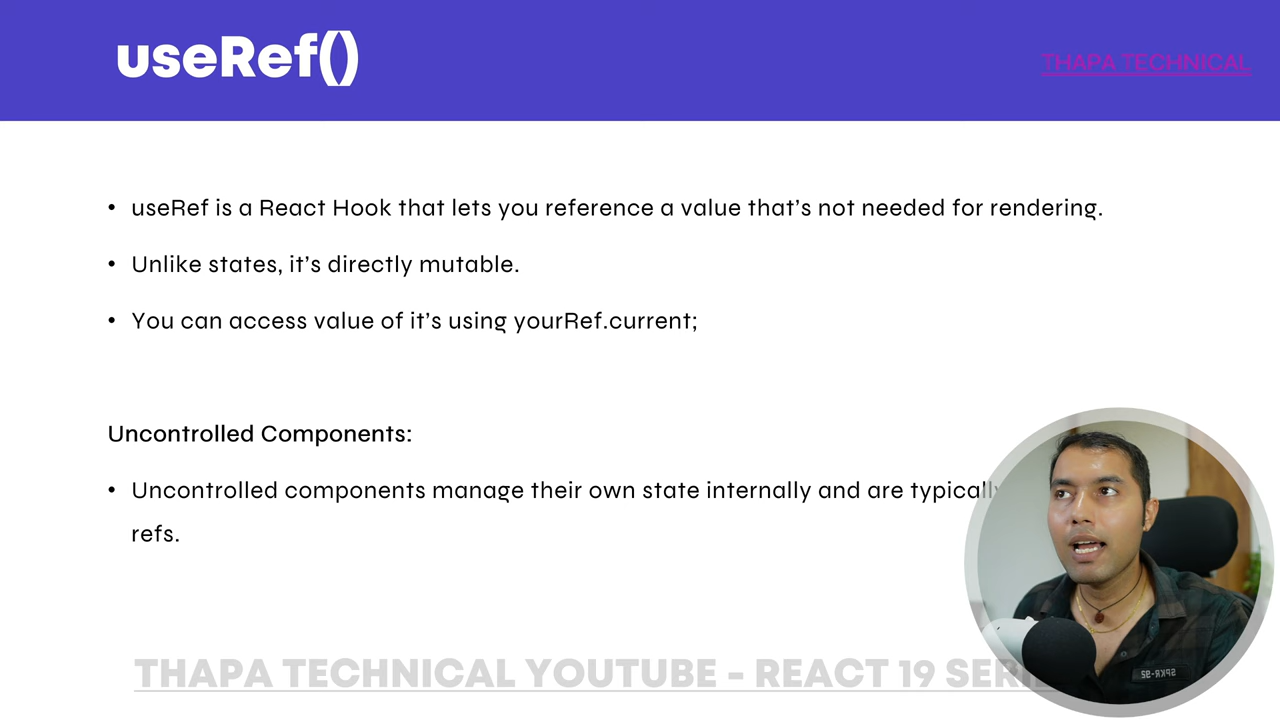 useRef()
THAPA TECHNICAL
• useRef is a React Hook that lets you reference a value that's not needed for rendering.
• Unlike states, it's directly mutable.
• You can access value of it's using yourRef.current;
Uncontrolled Components:
• Uncontrolled components manage their own state internally and are typically
refs.
THAPA TECHNICAL YOUTUBE - REACT 19